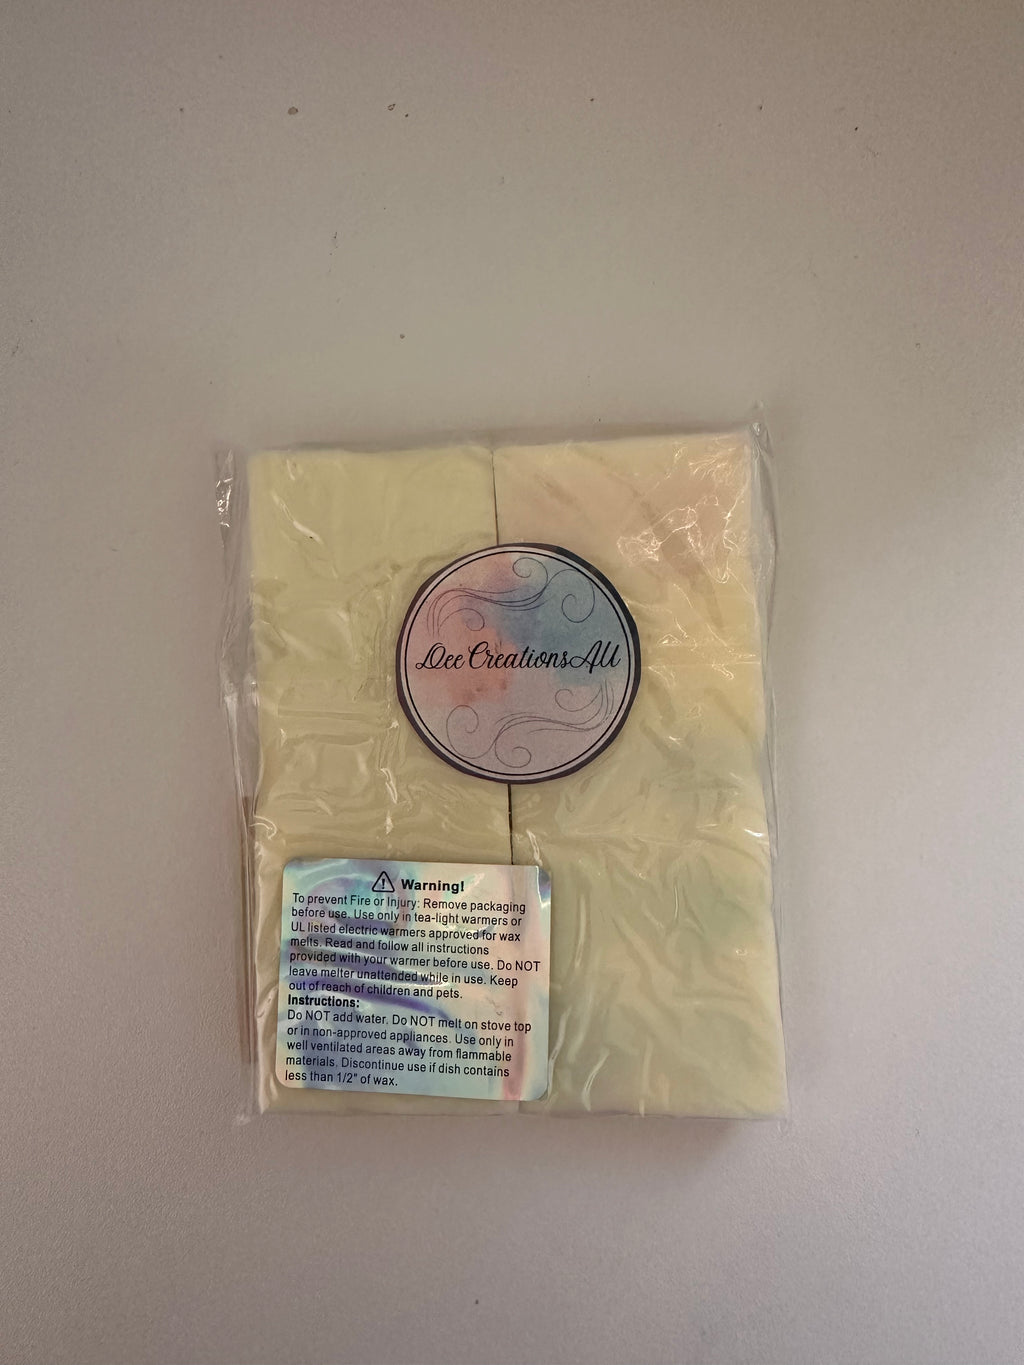 Dee Creations AU
Warning!
To prevent Fire or Injury: Remove packaging
before use. Use only in tea-light warmers or
UL listed electric warmers approved for wax
melts. Read and follow all instructions
provided with your warmer before use. Do NOT
leave melter unattended while in use. Keep
out of reach of children and pets.
Instructions:
Do NOT add water. Do NOT melt on stove top
or in non-approved appliances. Use only in
well ventilated areas away from flammable
materials. Discontinue use if dish contains
less than 1/2" of wax.